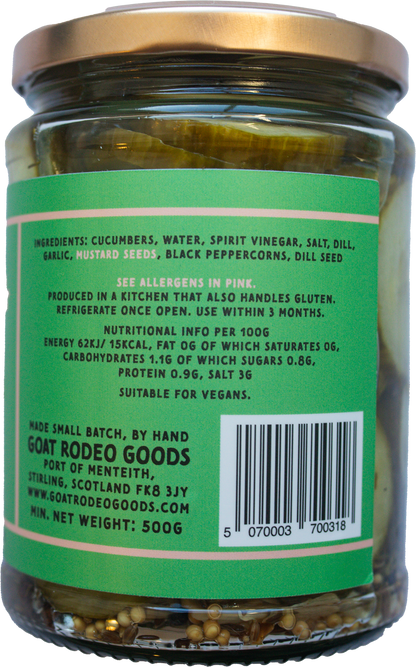 INGREDIENTS: CUCUMBERS, WATER, SPIRIT VINEGAR, SALT, DILL,
GARLIC, MUSTARD SEEDS, BLACK PEPPERCORNS, DILL SEED
SEE ALLERGENS IN PINK.
PRODUCED IN A KITCHEN THAT ALSO HANDLES GLUTEN.
REFRIGERATE ONCE OPEN. USE WITHIN 3 MONTHS.
NUTRITIONAL INFO PER 100G
ENERGY 62KJ/ 15KCAL, FAT 0G OF WHICH SATURATES 0G,
CARBOHYDRATES 1.1G OF WHICH SUGARS 0.8G,
PROTEIN 0.9G, SALT 3G
SUITABLE FOR VEGANS.
MADE SMALL BATCH, BY HAND
GOAT RODEO GOODS
PORT OF MENTEITH,
STIRLING, SCOTLAND FK8 3JY
WWW.GOATRODEOGOODS.COM
MIN. NET WEIGHT: 500G
5 070003 700318